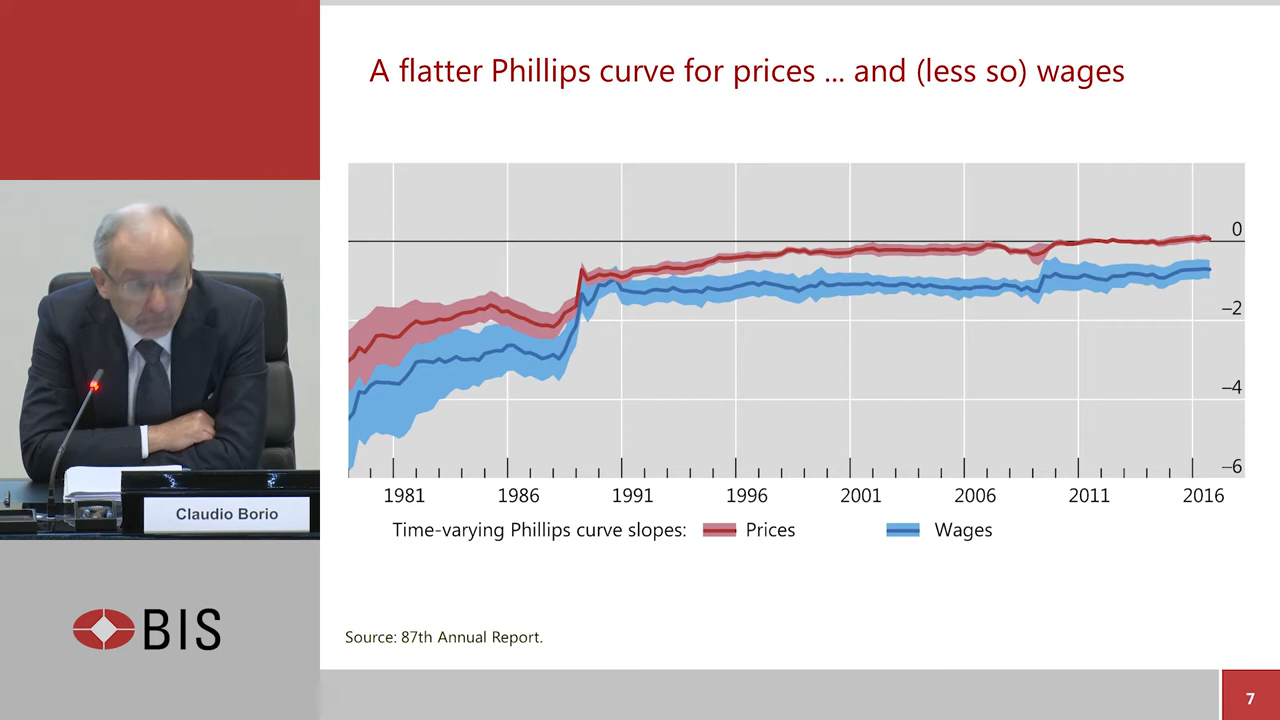 A flatter Phillips curve for prices ... and (less so) wages
0
–2
–4
–6
1981 1986 1991 1996 2001 2006 2011 2016
Time-varying Phillips curve slopes: Prices Wages
Claudio Borio
BIS
Source: 87th Annual Report.
7